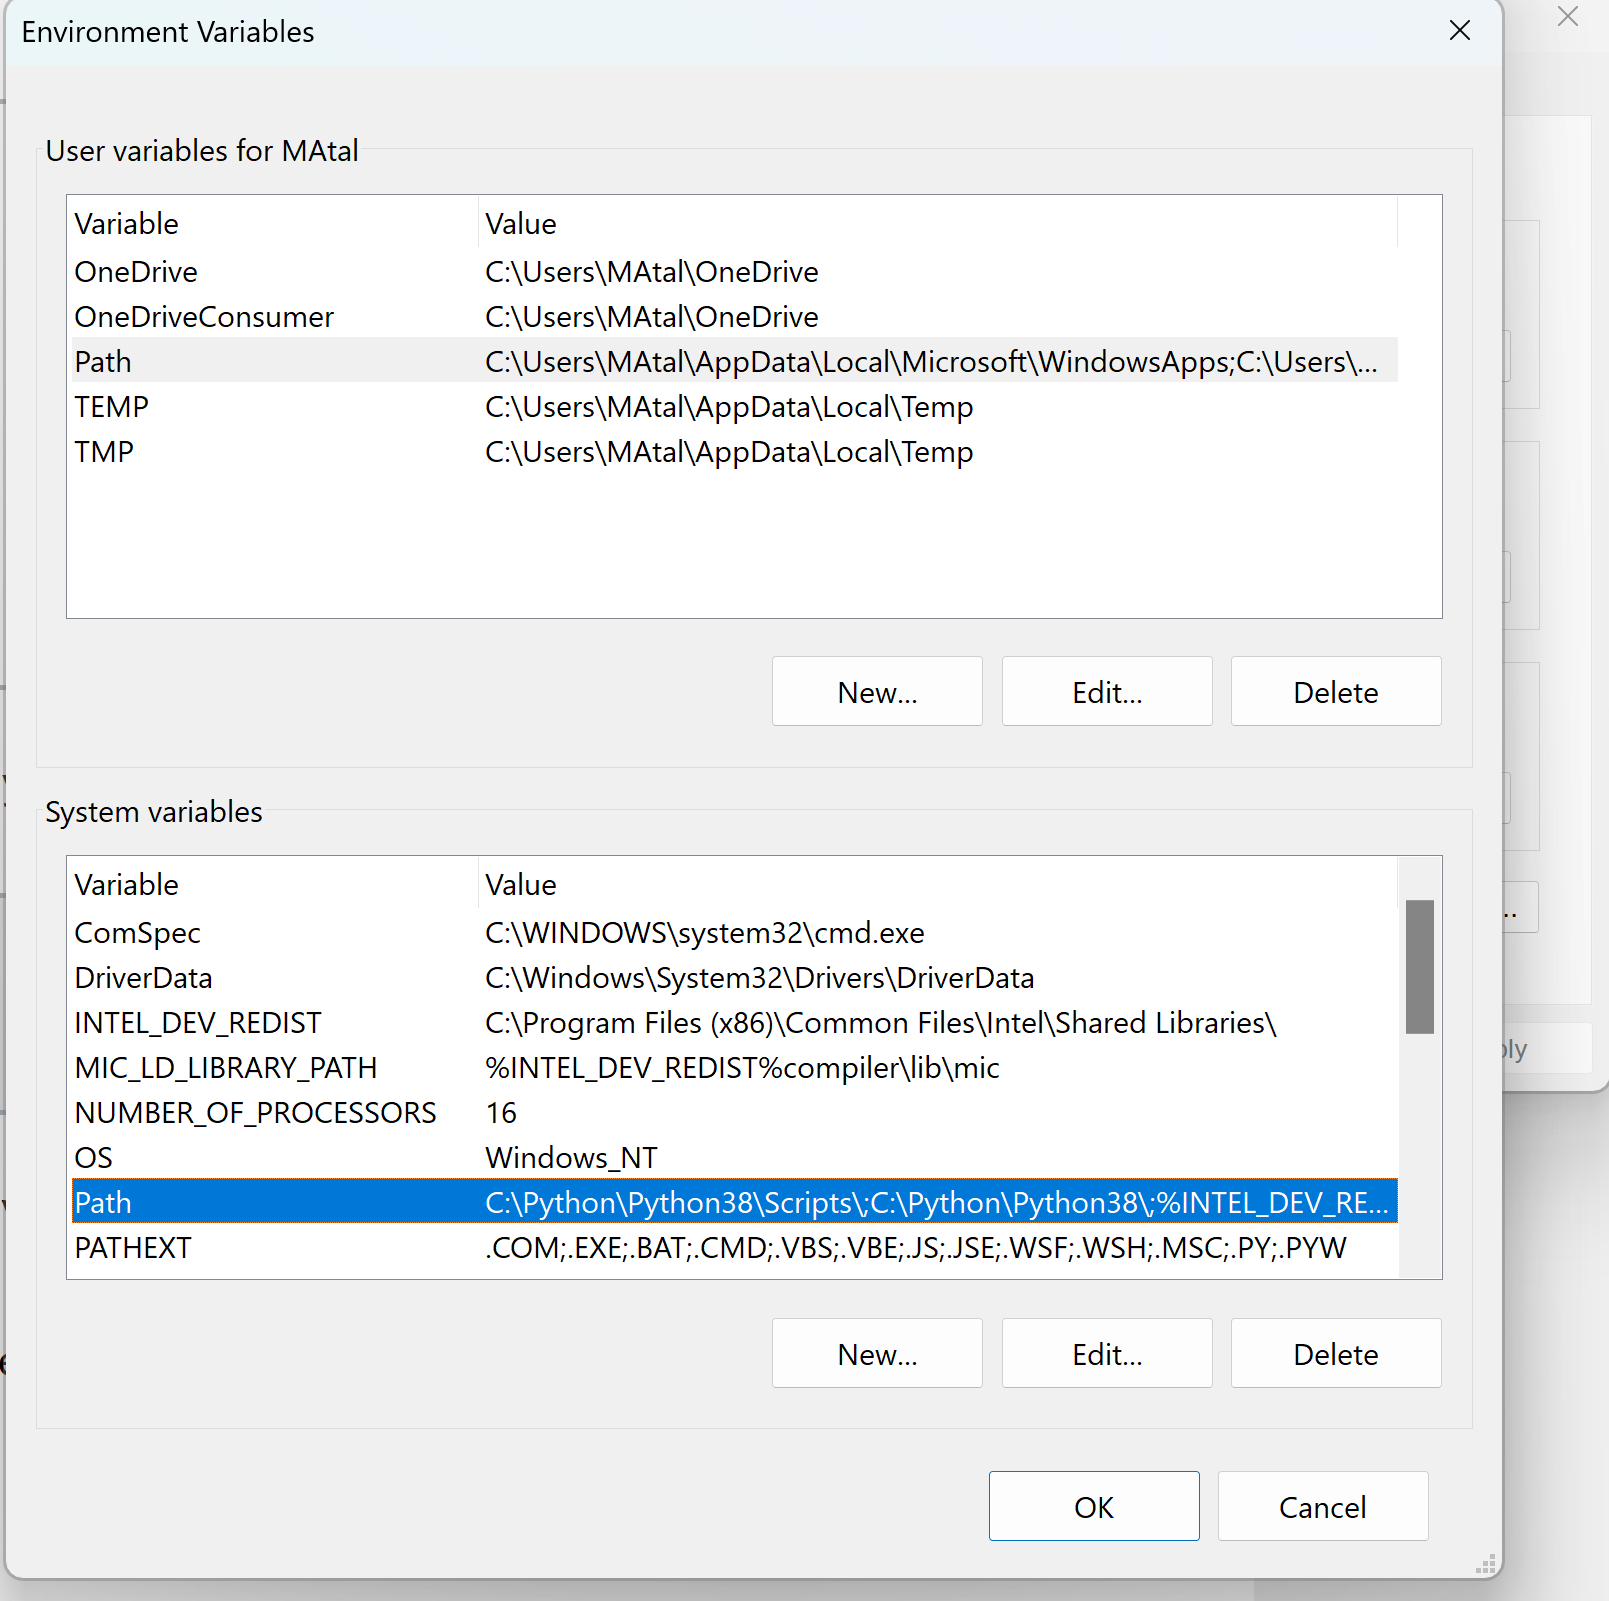 Environment Variables
User variables for MAtal
Variable Value
OneDrive C:\Users\MAtal\OneDrive
OneDriveConsumer C:\Users\MAtal\OneDrive
Path C:\Users\MAtal\AppData\Local\Microsoft\WindowsApps;C:\Users\...
TEMP C:\Users\MAtal\AppData\Local\Temp
TMP C:\Users\MAtal\AppData\Local\Temp
New... Edit... Delete
System variables
Variable Value
ComSpec C:\WINDOWS\system32\cmd.exe
DriverData C:\Windows\System32\Drivers\DriverData
INTEL_DEV_REDIST C:\Program Files (x86)\Common Files\Intel\Shared Libraries\
MIC_LD_LIBRARY_PATH %INTEL_DEV_REDIST%compiler\lib\mic
NUMBER_OF_PROCESSORS 16
OS Windows_NT
Path C:\Python\Python38\Scripts\;C:\Python\Python38\;%INTEL_DEV_RE...
PATHEXT .COM;.EXE;.BAT;.CMD;.VBS;.VBE;.JS;.JSE;.WSF;.WSH;.MSC;.PY;.PYW
New... Edit... Delete
OK Cancel